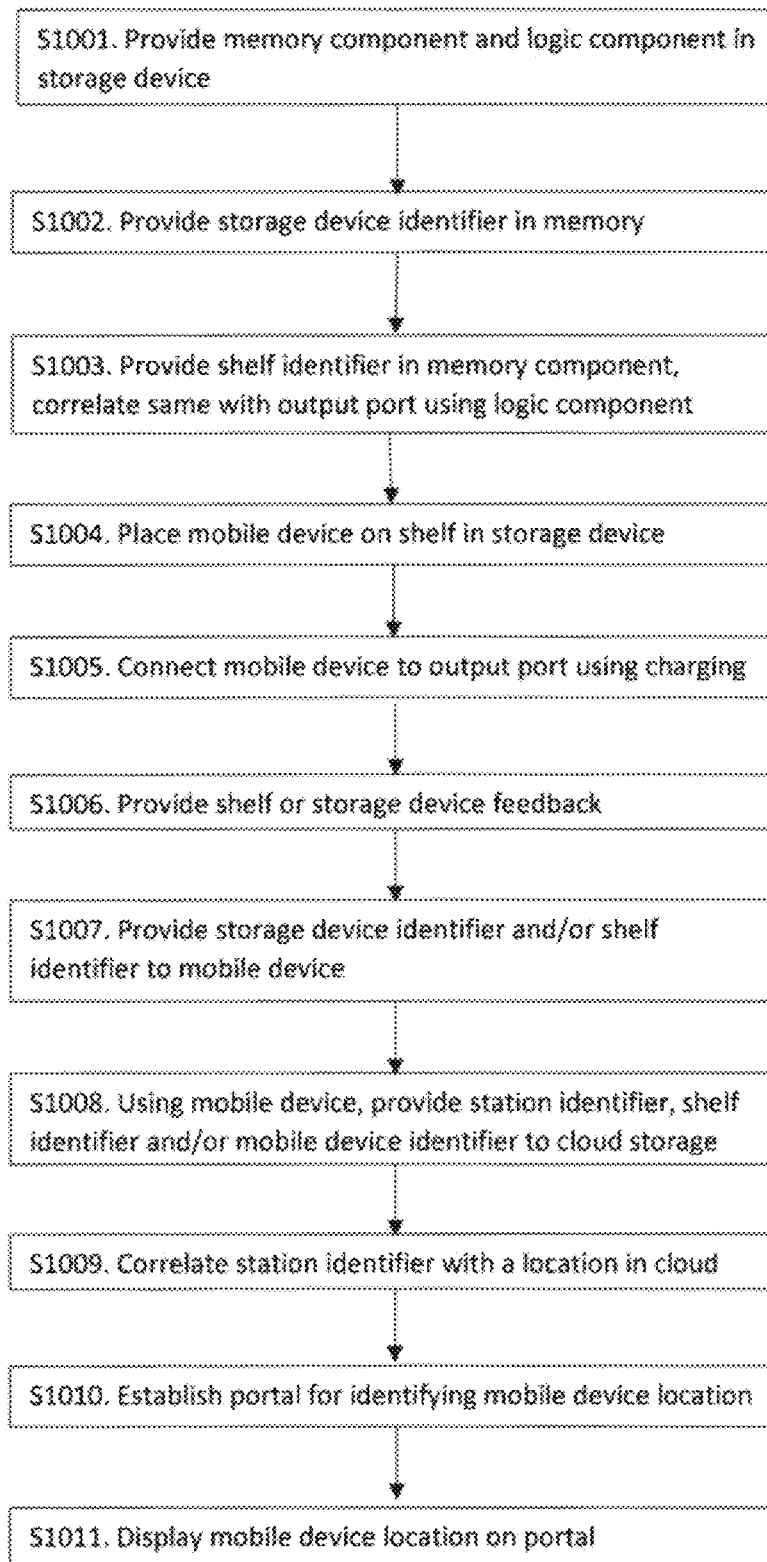 S1001. Provide memory component and logic component in
storage device
S1002. Provide storage device identifier in memory
S1003. Provide shelf identifier in memory component,
correlate same with output port using logic component
S1004. Place mobile device on shelf in storage device
S1005. Connect mobile device to output port using charging
S1006. Provide shelf or storage device feedback
S1007. Provide storage device identifier and/or shelf
identifier to mobile device
S1008. Using mobile device, provide station identifier, shelf
identifier and/or mobile device identifier to cloud storage
S1009. Correlate station identifier with a location in cloud
S1010. Establish portal for identifying mobile device location
S1011. Display mobile device location on portal